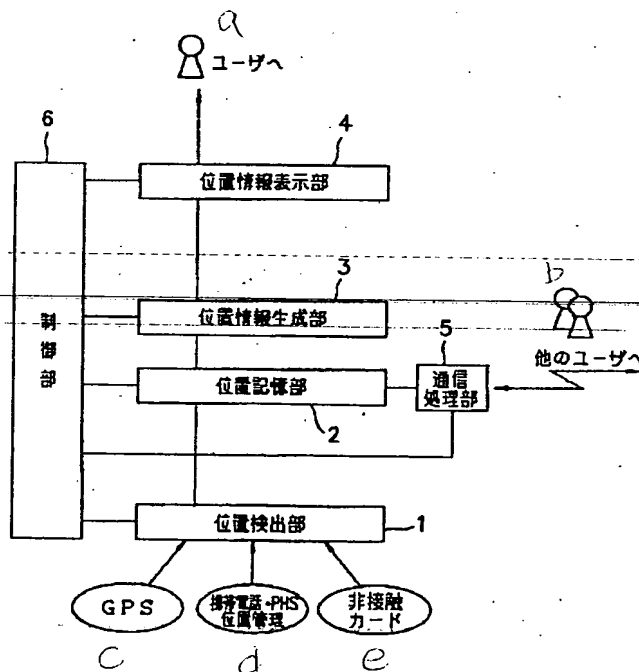 a
ユーザへ
6
4
位置情報表示部
3
b
位置情報生成部
5
制御部
他のユーザへ
通信
処理部
位置記憶部
2
位置検出部
1
GPS
携帯電話・PHS
位置管理
非接触
カード
c
d
e